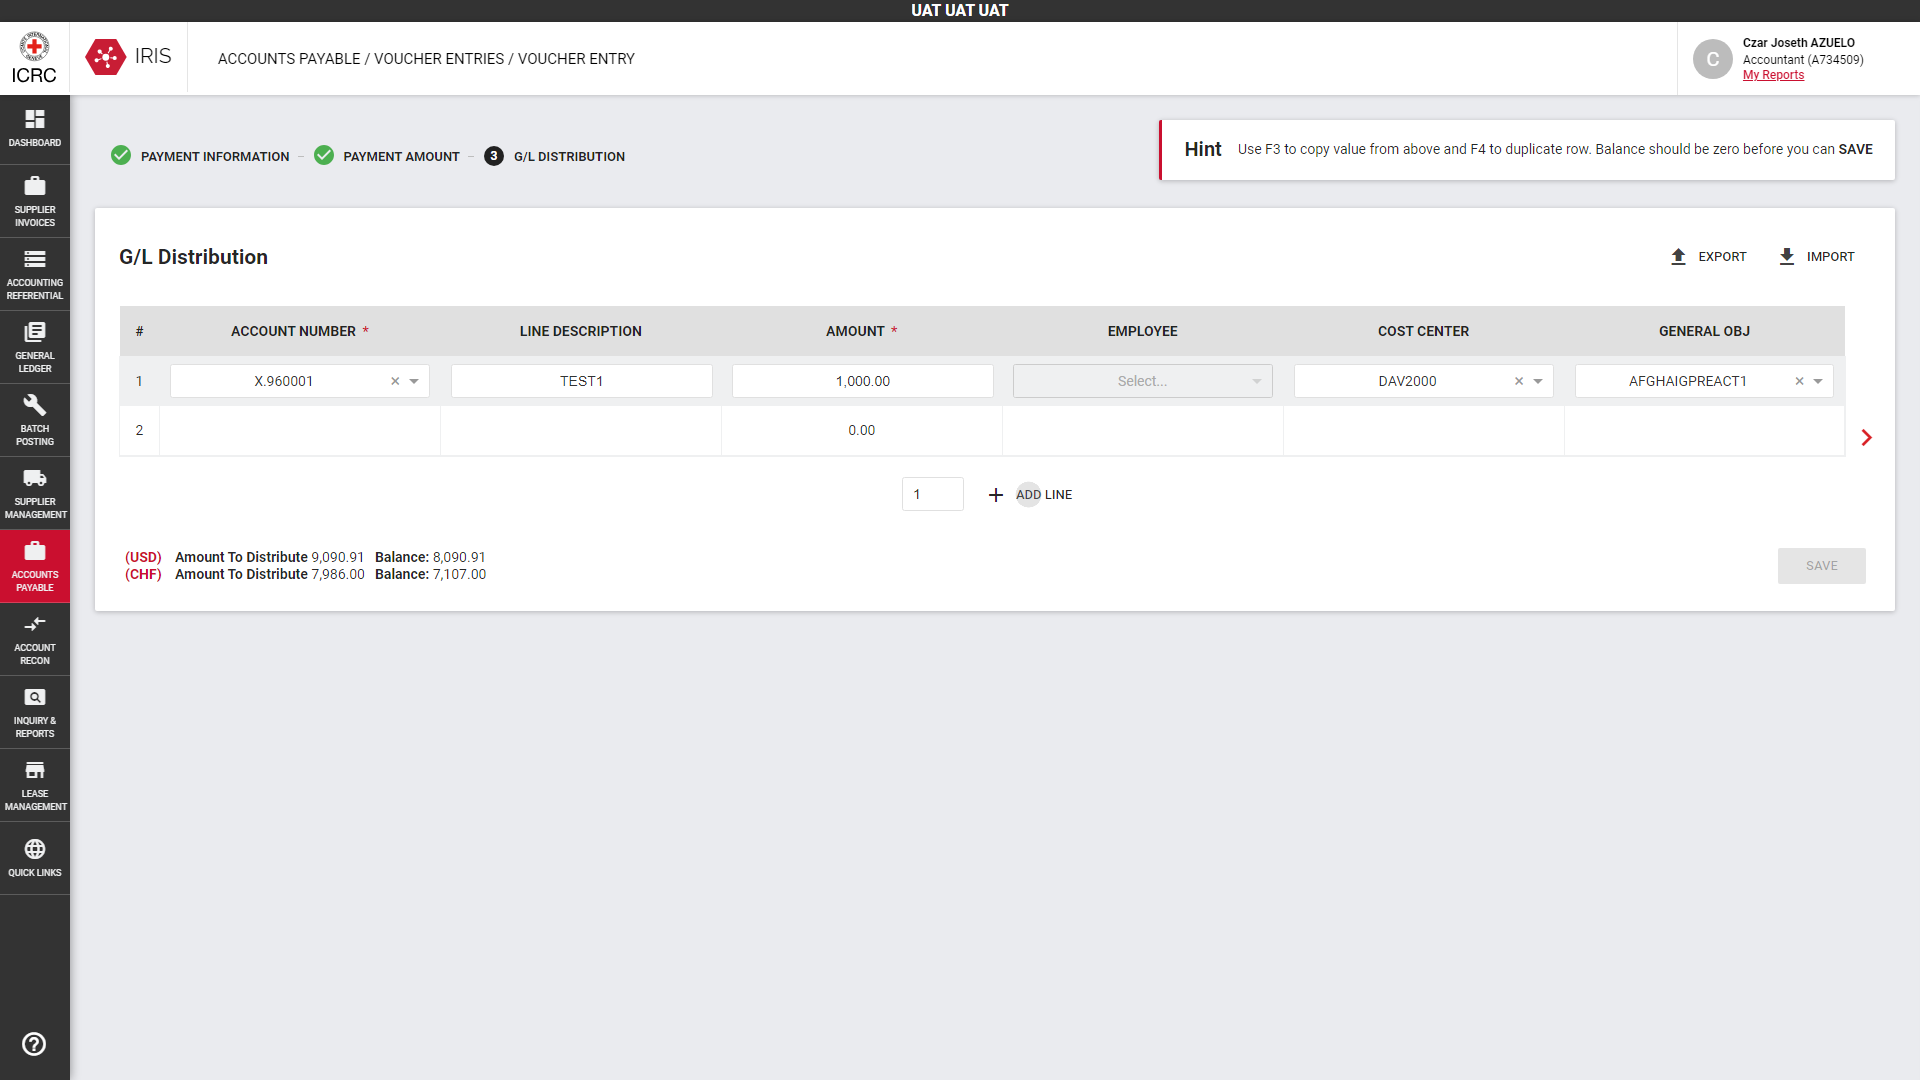 UAT UAT UAT
ICRC
IRIS
ACCOUNTS PAYABLE / VOUCHER ENTRIES / VOUCHER ENTRY
C
Czar Joseth AZUELO
Accountant (A734509)
My Reports
DASHBOARD
SUPPLIER
INVOICES
ACCOUNTING
REFERENTIAL
GENERAL
LEDGER
BATCH
POSTING
SUPPLIER
MANAGEMENT
ACCOUNTS
PAYABLE
ACCOUNT
RECON
INQUIRY &
REPORTS
LEASE
MANAGEMENT
QUICK LINKS
PAYMENT INFORMATION
PAYMENT AMOUNT
3 G/L DISTRIBUTION
Hint Use F3 to copy value from above and F4 to duplicate row. Balance should be zero before you can SAVE
G/L Distribution
EXPORT
IMPORT
# ACCOUNT NUMBER * LINE DESCRIPTION AMOUNT * EMPLOYEE COST CENTER GENERAL OBJ
1 X.960001 TEST1 1,000.00 Select... DAV2000 AFGHAIGPREACT1
2 0.00
1 ADD LINE
(USD) Amount To Distribute 9,090.91 Balance: 8,090.91
(CHF) Amount To Distribute 7,986.00 Balance: 7,107.00
SAVE